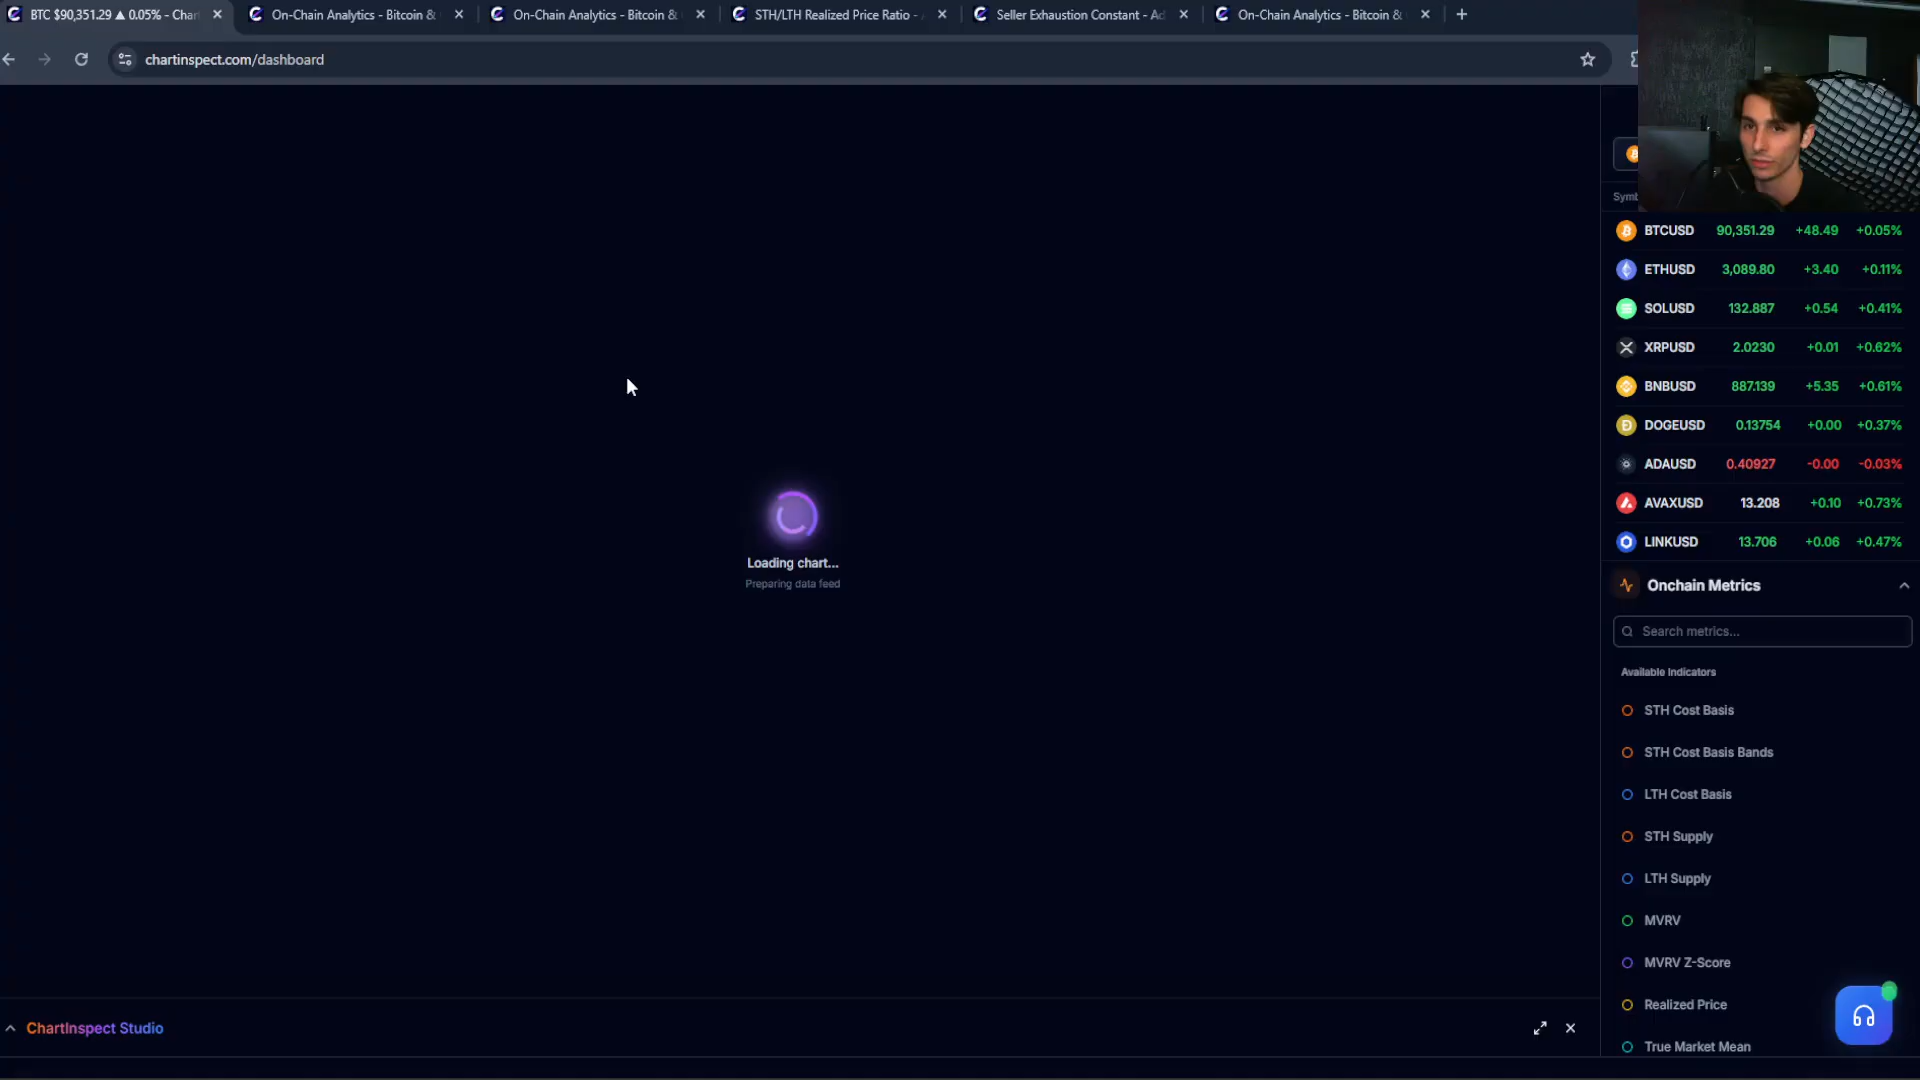 BTC $90,351.29 ▲ 0.05% - Char
On-Chain Analytics - Bitcoin &
On-Chain Analytics - Bitcoin &
STH/LTH Realized Price Ratio -
Seller Exhaustion Constant - Ad
On-Chain Analytics - Bitcoin &
chartinspect.com/dashboard
Symb
BTCUSD 90,351.29 +48.49 +0.05%
ETHUSD 3,089.80 +3.40 +0.11%
SOLUSD 132.887 +0.54 +0.41%
XRPUSD 2.0230 +0.01 +0.62%
BNBUSD 887.139 +5.35 +0.61%
DOGEUSD 0.13754 +0.00 +0.37%
ADAUSD 0.40927 -0.00 -0.03%
AVAXUSD 13.208 +0.10 +0.73%
LINKUSD 13.706 +0.06 +0.47%
Loading chart...
Preparing data feed
Onchain Metrics
Search metrics...
Available Indicators
STH Cost Basis
STH Cost Basis Bands
LTH Cost Basis
STH Supply
LTH Supply
MVRV
MVRV Z-Score
Realized Price
True Market Mean
ChartInspect Studio